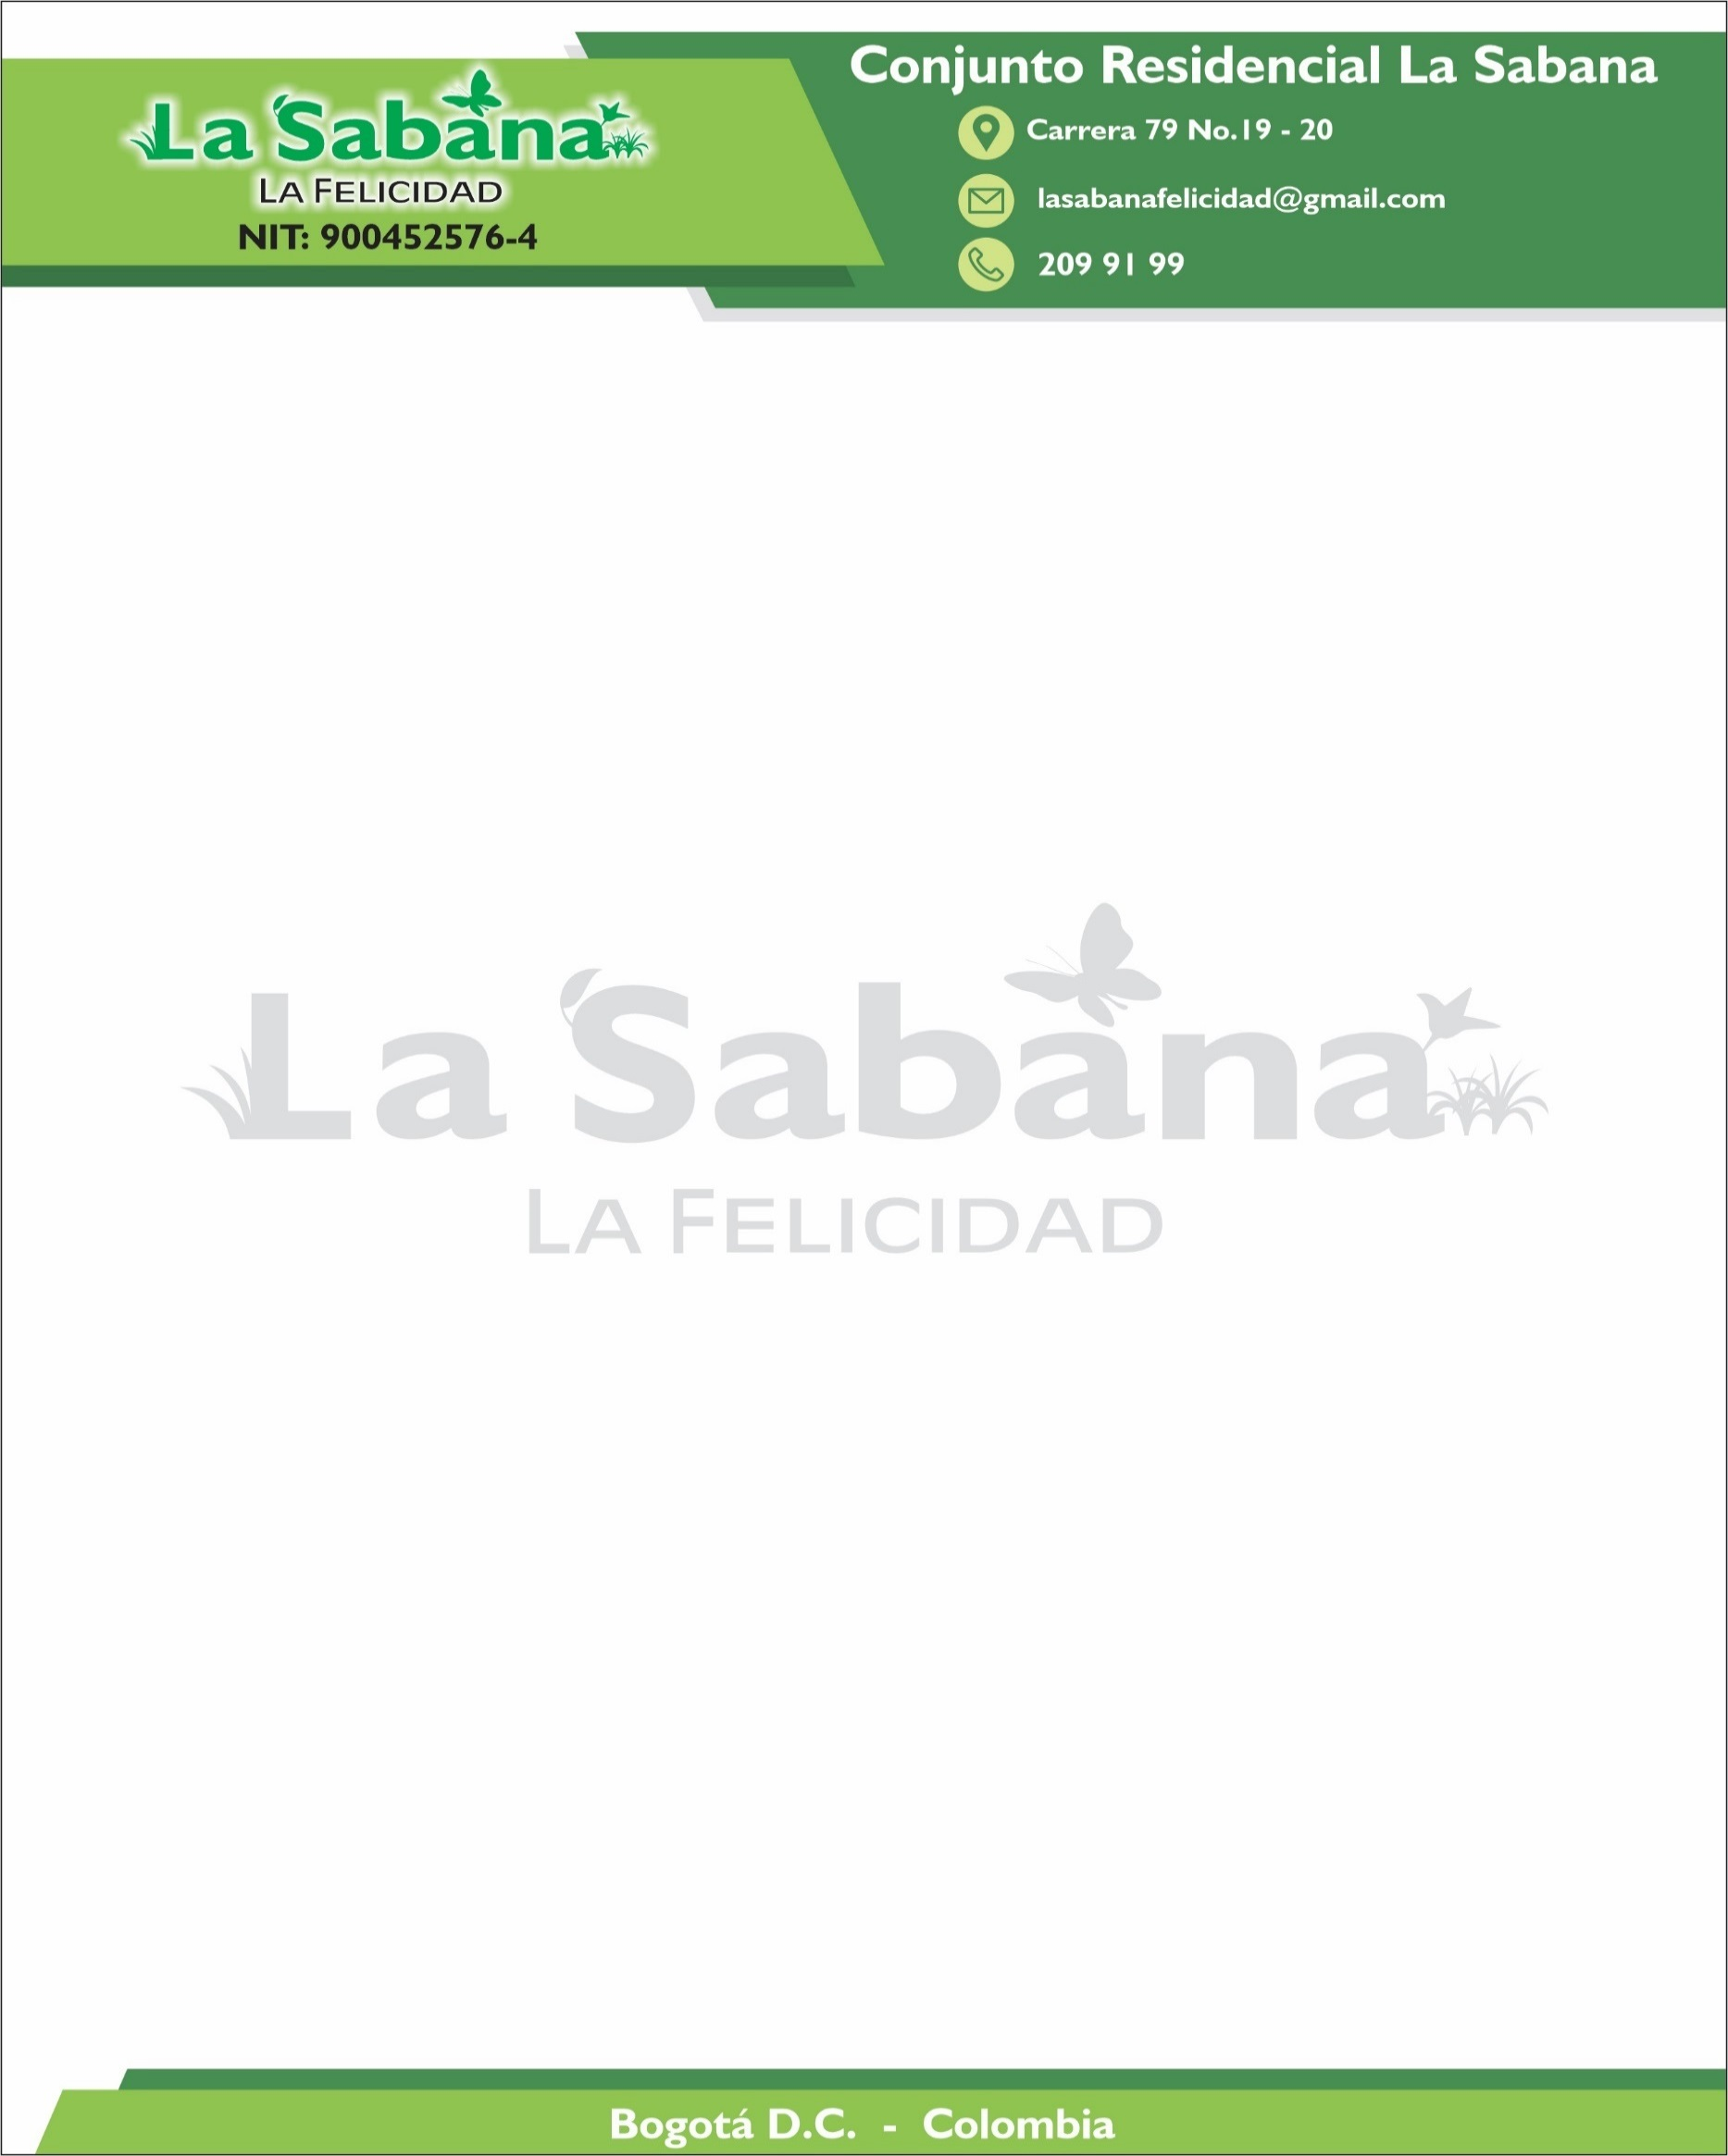 La Sabana
LA FELICIDAD
NIT: 900452576-4
Conjunto Residencial La Sabana
Carrera 79 No.19 - 20
lasabanafelicidad@gmail.com
209 91 99
La Sabana
LA FELICIDAD
Bogotá D.C. - Colombia